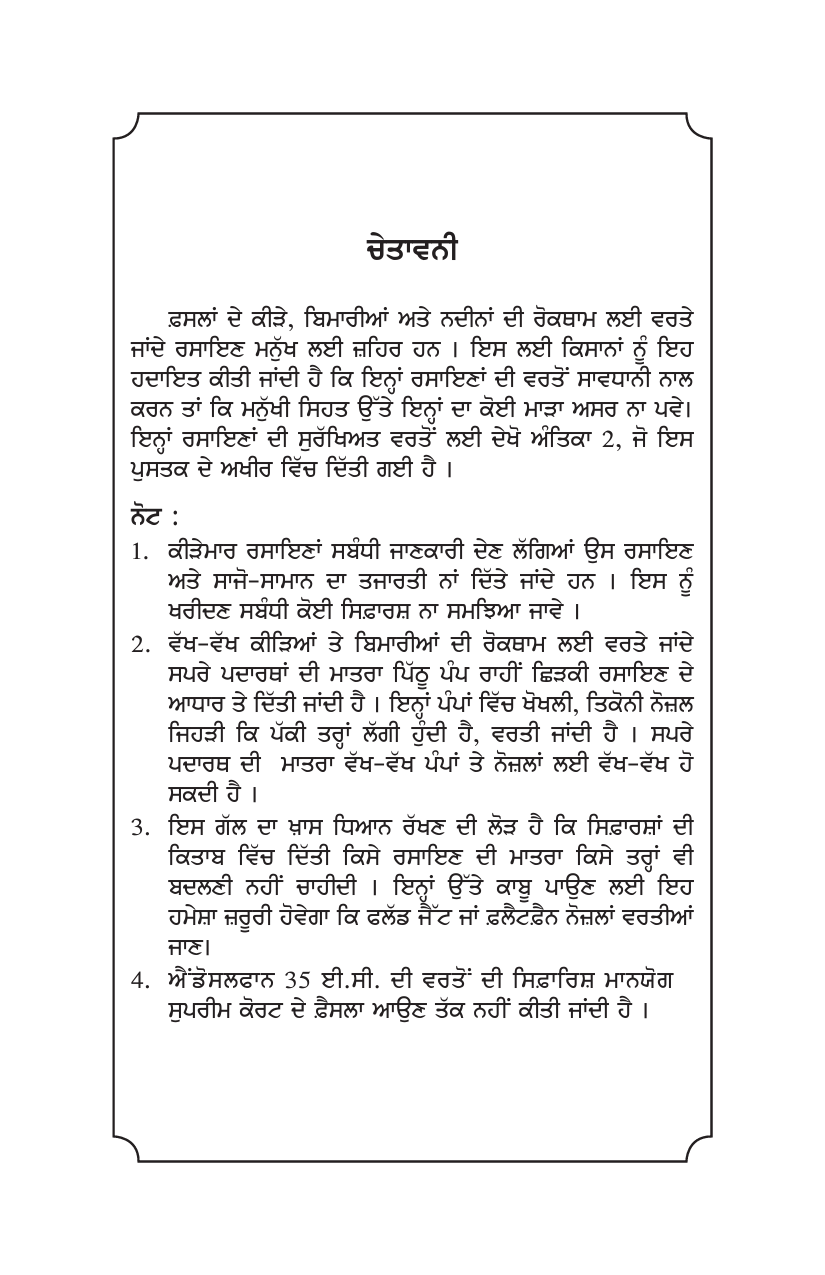 ਚੇਤਾਵਨੀ
ਫ਼ਸਲਾਂ ਦੇ ਕੀੜੇ, ਬਿਮਾਰੀਆਂ ਅਤੇ ਨਦੀਨਾਂ ਦੀ ਰੋਕਥਾਮ ਲਈ ਵਰਤੇ
ਜਾਂਦੇ ਰਸਾਇਣ ਮਨੁੱਖ ਲਈ ਜ਼ਹਿਰ ਹਨ । ਇਸ ਲਈ ਕਿਸਾਨਾਂ ਨੂੰ ਇਹ
ਹਦਾਇਤ ਕੀਤੀ ਜਾਂਦੀ ਹੈ ਕਿ ਇਨ੍ਹਾਂ ਰਸਾਇਣਾਂ ਦੀ ਵਰਤੋਂ ਸਾਵਧਾਨੀ ਨਾਲ
ਕਰਨ ਤਾਂ ਕਿ ਮਨੁੱਖੀ ਸਿਹਤ ਉੱਤੇ ਇਨ੍ਹਾਂ ਦਾ ਕੋਈ ਮਾੜਾ ਅਸਰ ਨਾ ਪਵੇ।
ਇਨ੍ਹਾਂ ਰਸਾਇਣਾਂ ਦੀ ਸੁਰੱਖਿਅਤ ਵਰਤੋਂ ਲਈ ਦੇਖੋ ਅੰਤਿਕਾ 2, ਜੋ ਇਸ
ਪੁਸਤਕ ਦੇ ਅਖੀਰ ਵਿੱਚ ਦਿੱਤੀ ਗਈ ਹੈ ।
ਨੋਟ :
1. ਕੀੜੇਮਾਰ ਰਸਾਇਣਾਂ ਸਬੰਧੀ ਜਾਣਕਾਰੀ ਦੇਣ ਲੱਗਿਆਂ ਉਸ ਰਸਾਇਣ
ਅਤੇ ਸਾਜੋ-ਸਾਮਾਨ ਦਾ ਤਜਾਰਤੀ ਨਾਂ ਦਿੱਤੇ ਜਾਂਦੇ ਹਨ । ਇਸ ਨੂੰ
ਖਰੀਦਣ ਸਬੰਧੀ ਕੋਈ ਸਿਫ਼ਾਰਸ਼ ਨਾ ਸਮਝਿਆ ਜਾਵੇ ।
2. ਵੱਖ-ਵੱਖ ਕੀੜਿਆਂ ਤੇ ਬਿਮਾਰੀਆਂ ਦੀ ਰੋਕਥਾਮ ਲਈ ਵਰਤੇ ਜਾਂਦੇ
ਸਪਰੇ ਪਦਾਰਥਾਂ ਦੀ ਮਾਤਰਾ ਪਿੱਠੂ ਪੰਪ ਰਾਹੀਂ ਛਿੜਕੀ ਰਸਾਇਣ ਦੇ
ਆਧਾਰ ਤੇ ਦਿੱਤੀ ਜਾਂਦੀ ਹੈ । ਇਨ੍ਹਾਂ ਪੰਪਾਂ ਵਿੱਚ ਖੋਖਲੀ, ਤਿਕੋਨੀ ਨੋਜ਼ਲ
ਜਿਹੜੀ ਕਿ ਪੱਕੀ ਤਰ੍ਹਾਂ ਲੱਗੀ ਹੁੰਦੀ ਹੈ, ਵਰਤੀ ਜਾਂਦੀ ਹੈ । ਸਪਰੇ
ਪਦਾਰਥ ਦੀ ਮਾਤਰਾ ਵੱਖ-ਵੱਖ ਪੰਪਾਂ ਤੇ ਨੋਜ਼ਲਾਂ ਲਈ ਵੱਖ-ਵੱਖ ਹੋ
ਸਕਦੀ ਹੈ ।
3. ਇਸ ਗੱਲ ਦਾ ਖ਼ਾਸ ਧਿਆਨ ਰੱਖਣ ਦੀ ਲੋੜ ਹੈ ਕਿ ਸਿਫ਼ਾਰਸ਼ਾਂ ਦੀ
ਕਿਤਾਬ ਵਿੱਚ ਦਿੱਤੀ ਕਿਸੇ ਰਸਾਇਣ ਦੀ ਮਾਤਰਾ ਕਿਸੇ ਤਰ੍ਹਾਂ ਵੀ
ਬਦਲਣੀ ਨਹੀਂ ਚਾਹੀਦੀ । ਇਨ੍ਹਾਂ ਉੱਤੇ ਕਾਬੂ ਪਾਉਣ ਲਈ ਇਹ
ਹਮੇਸ਼ਾ ਜ਼ਰੂਰੀ ਹੋਵੇਗਾ ਕਿ ਫਲੱਡ ਜੈੱਟ ਜਾਂ ਫ਼ਲੈਟਫ਼ੈਨ ਨੋਜ਼ਲਾਂ ਵਰਤੀਆਂ
ਜਾਣ।
4. ਐਂਡੋਸਲਫਾਨ 35 ਈ.ਸੀ. ਦੀ ਵਰਤੋਂ ਦੀ ਸਿਫ਼ਾਰਿਸ਼ ਮਾਨਯੋਗ
ਸੁਪਰੀਮ ਕੋਰਟ ਦੇ ਫ਼ੈਸਲਾ ਆਉਣ ਤੱਕ ਨਹੀਂ ਕੀਤੀ ਜਾਂਦੀ ਹੈ ।